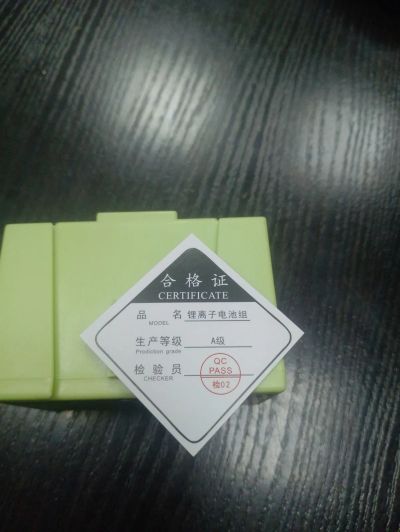 合格证
CERTIFICATE
品 名 锂离子电池组
MODEL
生产等级 A级
Prodiction grade
检验员
CHECKER
QC
PASS
检02